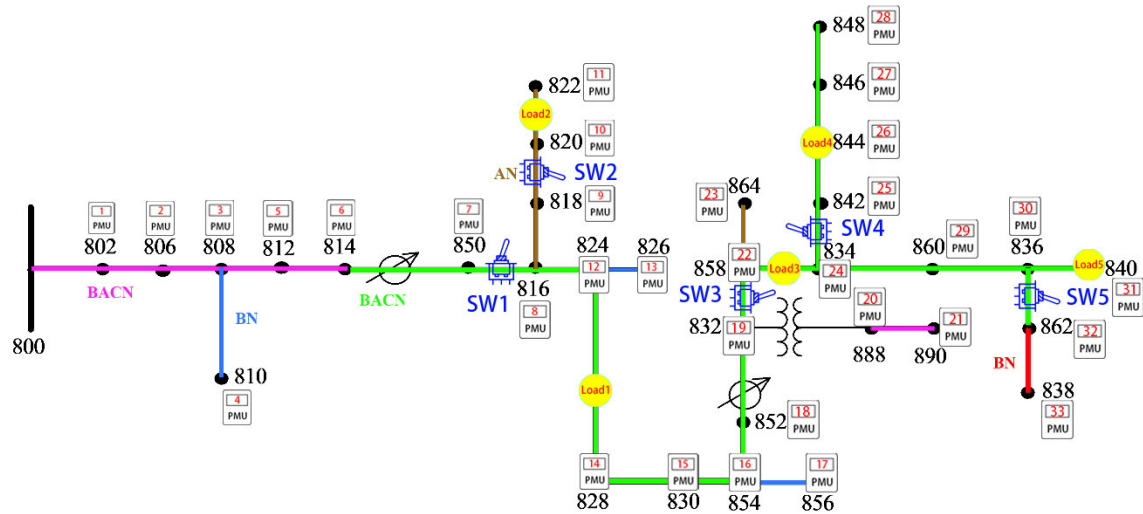 848
28
PMU
846
27
PMU
822
11
PMU
Load2
820
10
PMU
AN
SW2
818
9
PMU
Load4
844
26
PMU
23
PMU
864
842
25
PMU
1
PMU
2
PMU
3
PMU
5
PMU
6
PMU
7
PMU
802
806
808
812
814
850
824
826
12
PMU
13
PMU
858
22
PMU
Load3
SW4
834
24
PMU
29
PMU
860
30
PMU
836
Load5
840
31
PMU
BACN
BACN
SW1
816
8
PMU
SW3
SW5
800
BN
810
4
PMU
832
19
PMU
20
PMU
21
PMU
888
890
862
32
PMU
BN
838
33
PMU
Load1
852
18
PMU
14
PMU
15
PMU
16
PMU
17
PMU
828
830
854
856